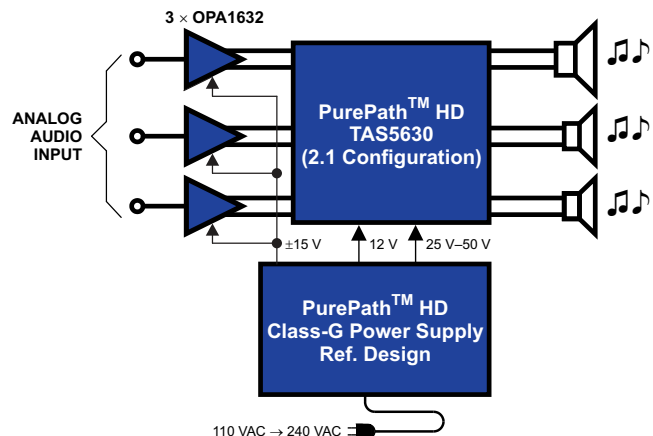 3 × OPA1632
ANALOG
AUDIO
INPUT
PurePath™ HD
TAS5630
(2.1 Configuration)
±15 V
12 V
25 V–50 V
PurePath™ HD
Class-G Power Supply
Ref. Design
110 VAC → 240 VAC